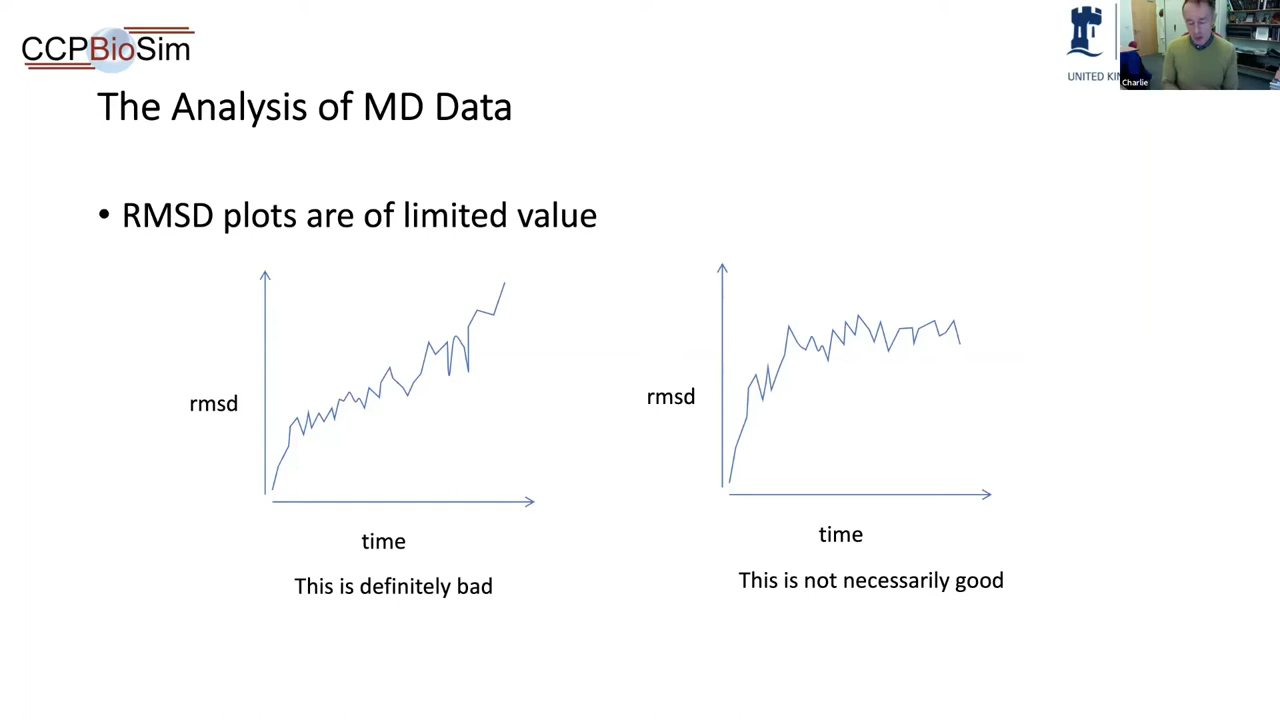 CCPBioSim
UNITED KIN
Charlie
The Analysis of MD Data
• RMSD plots are of limited value
rmsd
time
This is definitely bad
rmsd
time
This is not necessarily good